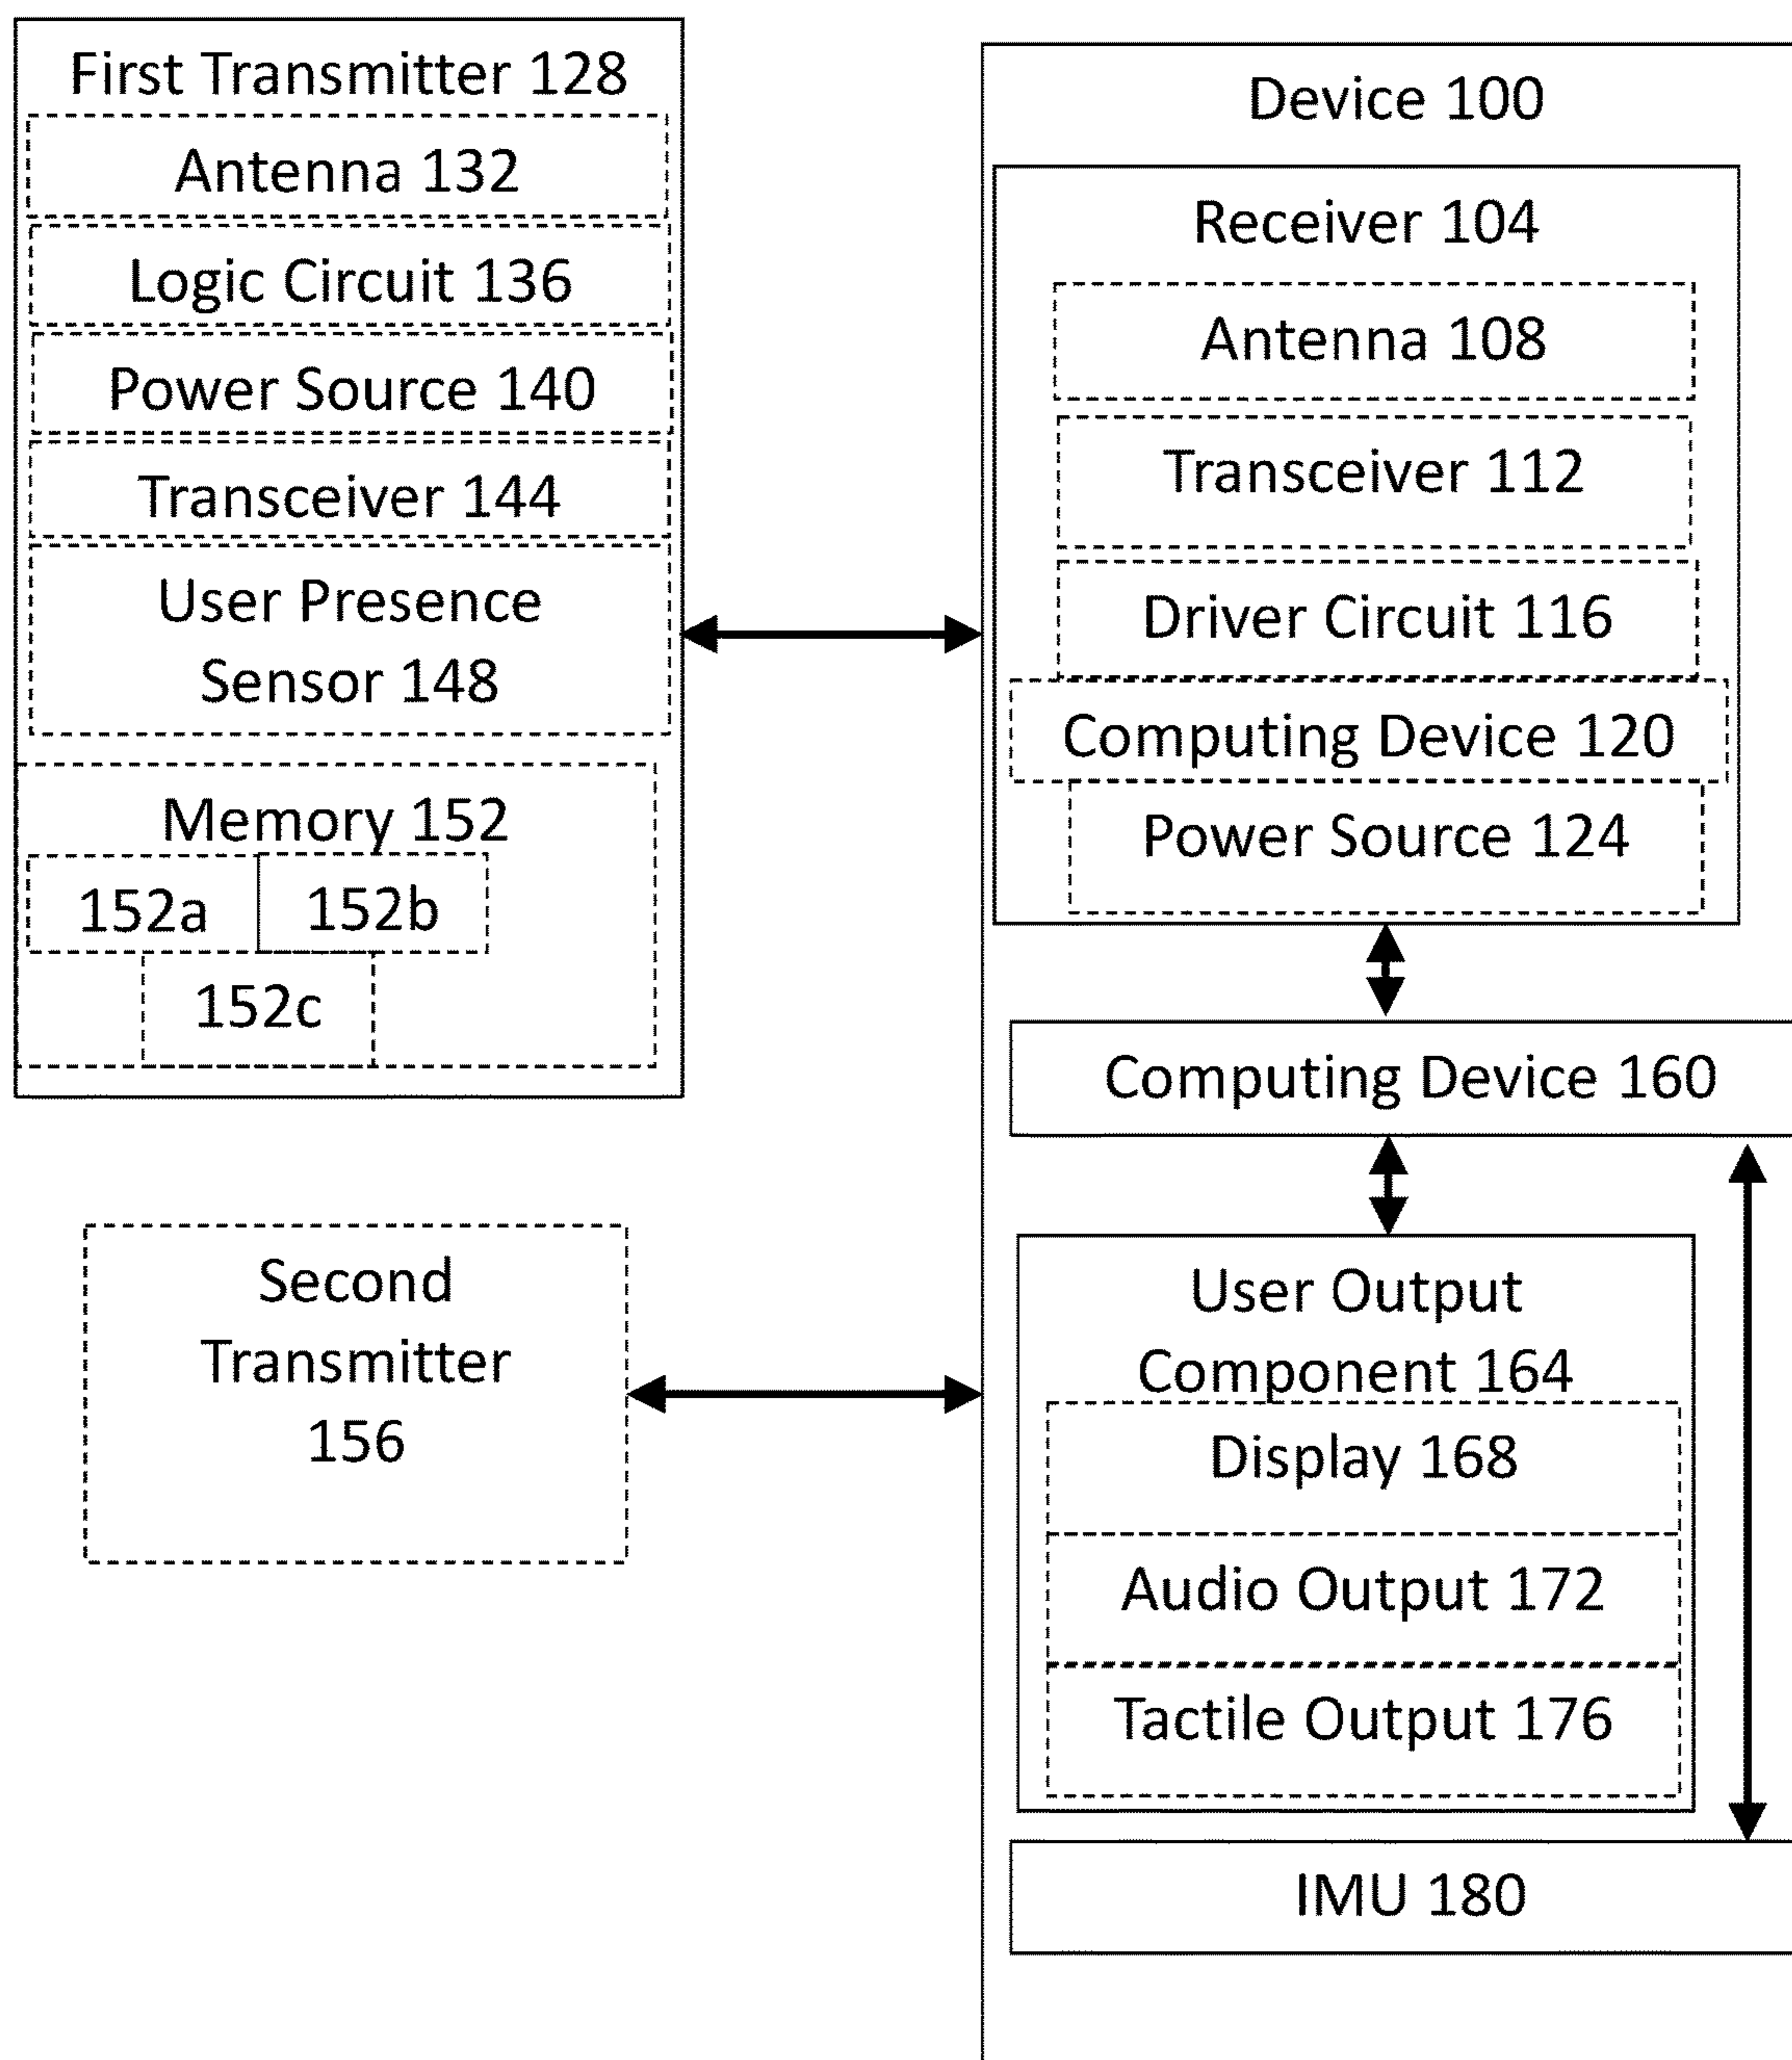 First Transmitter 128
Antenna 132
Logic Circuit 136
Power Source 140
Transceiver 144
User Presence
Sensor 148
Memory 152
152a
152b
152c
Second
Transmitter
156
Device 100
Receiver 104
Antenna 108
Transceiver 112
Driver Circuit 116
Computing Device 120
Power Source 124
Computing Device 160
User Output
Component 164
Display 168
Audio Output 172
Tactile Output 176
IMU 180